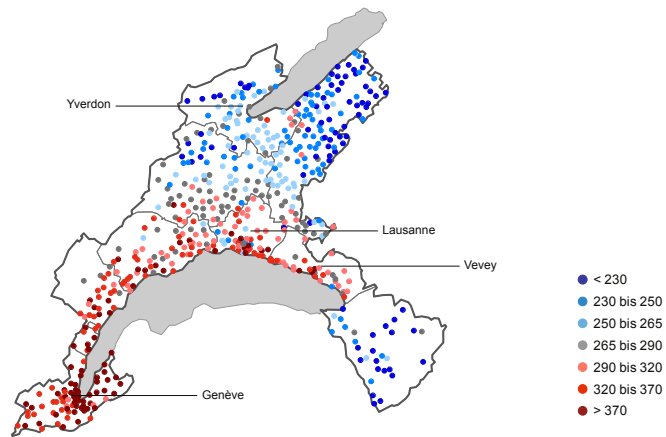 Yverdon
Lausanne
Vevey
Genève
< 230
230 bis 250
250 bis 265
265 bis 290
290 bis 320
320 bis 370
> 370